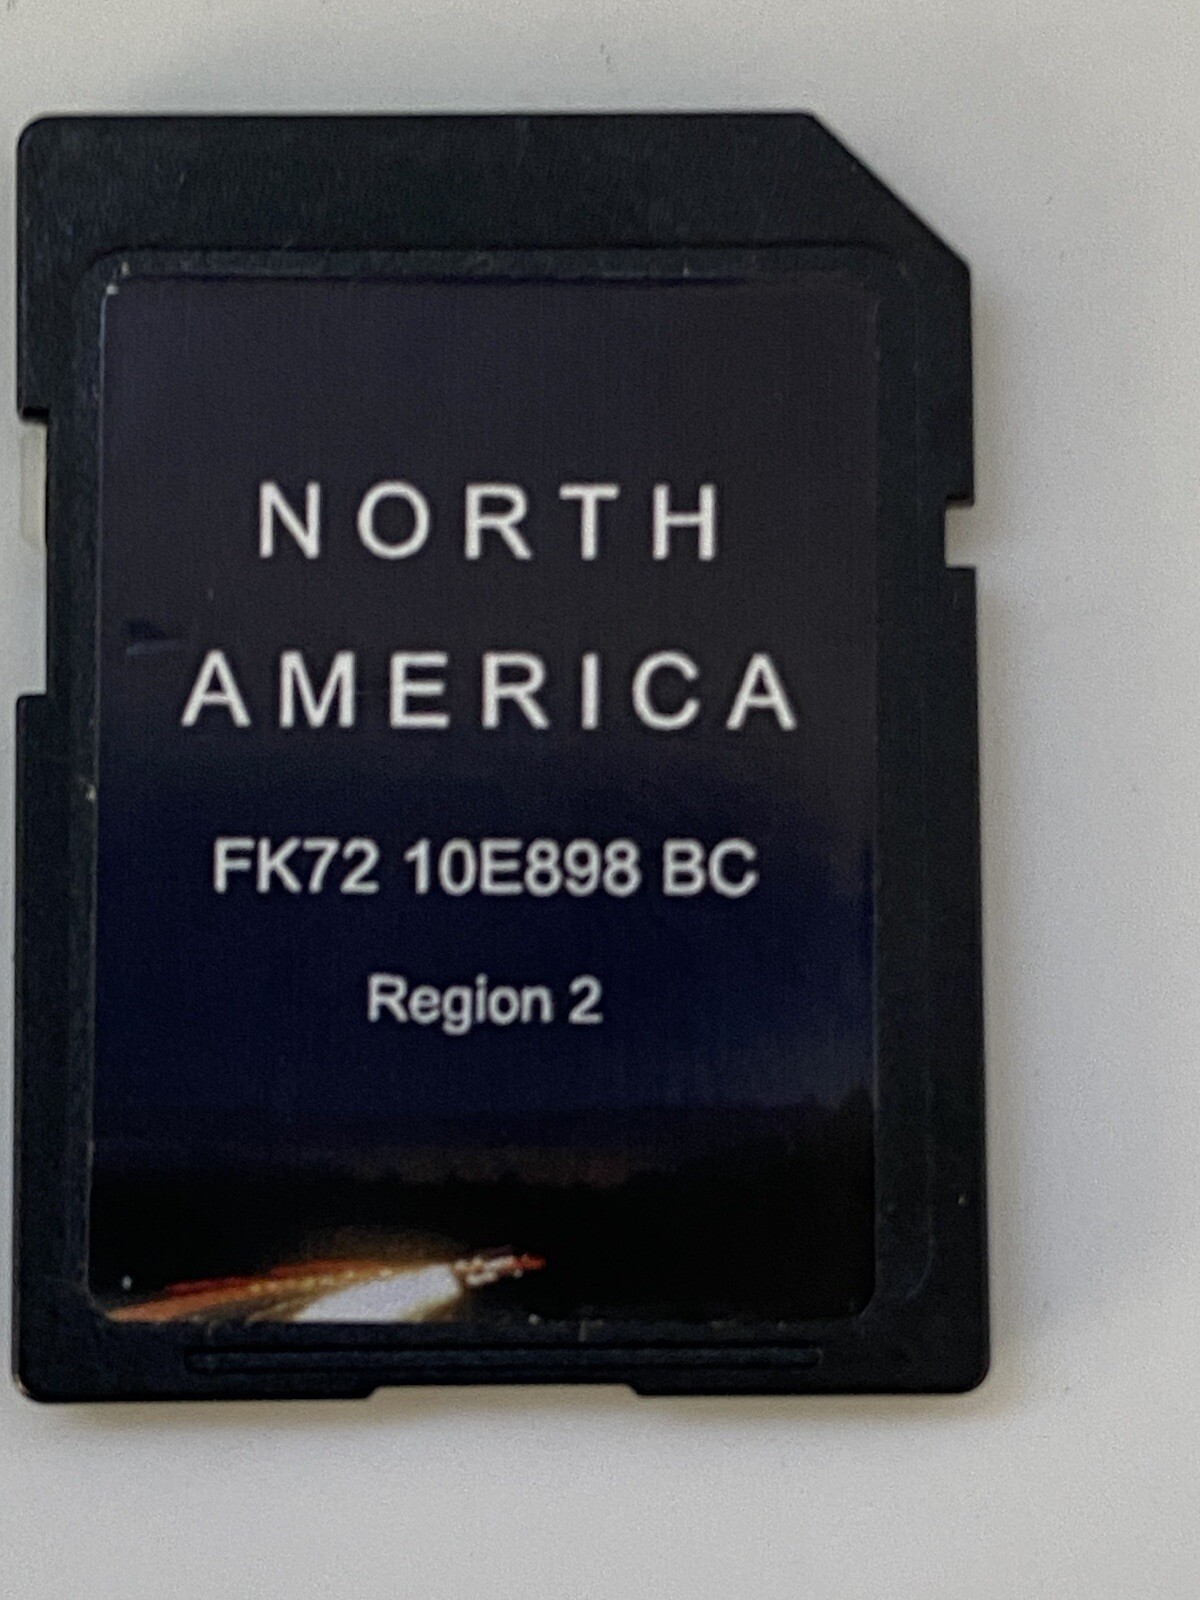 NORTH
AMERICA
FK72 10E898 BC
Region 2